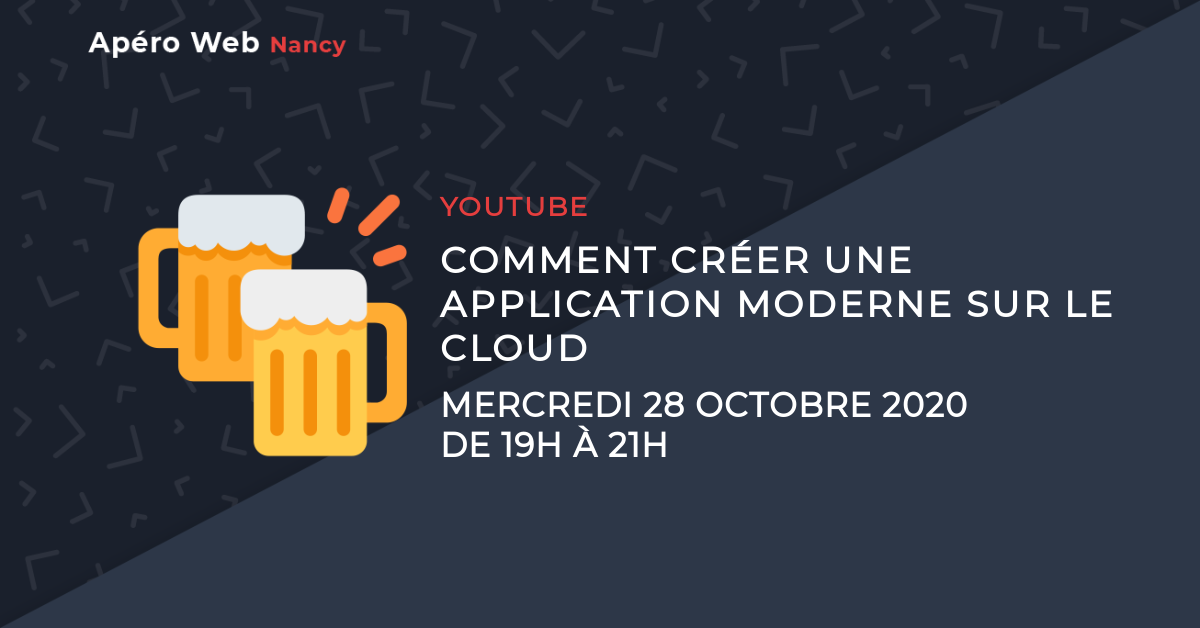 Apéro Web Nancy
YOUTUBE
COMMENT CRÉER UNE
APPLICATION MODERNE SUR LE
CLOUD
MERCREDI 28 OCTOBRE 2020
DE 19H À 21H